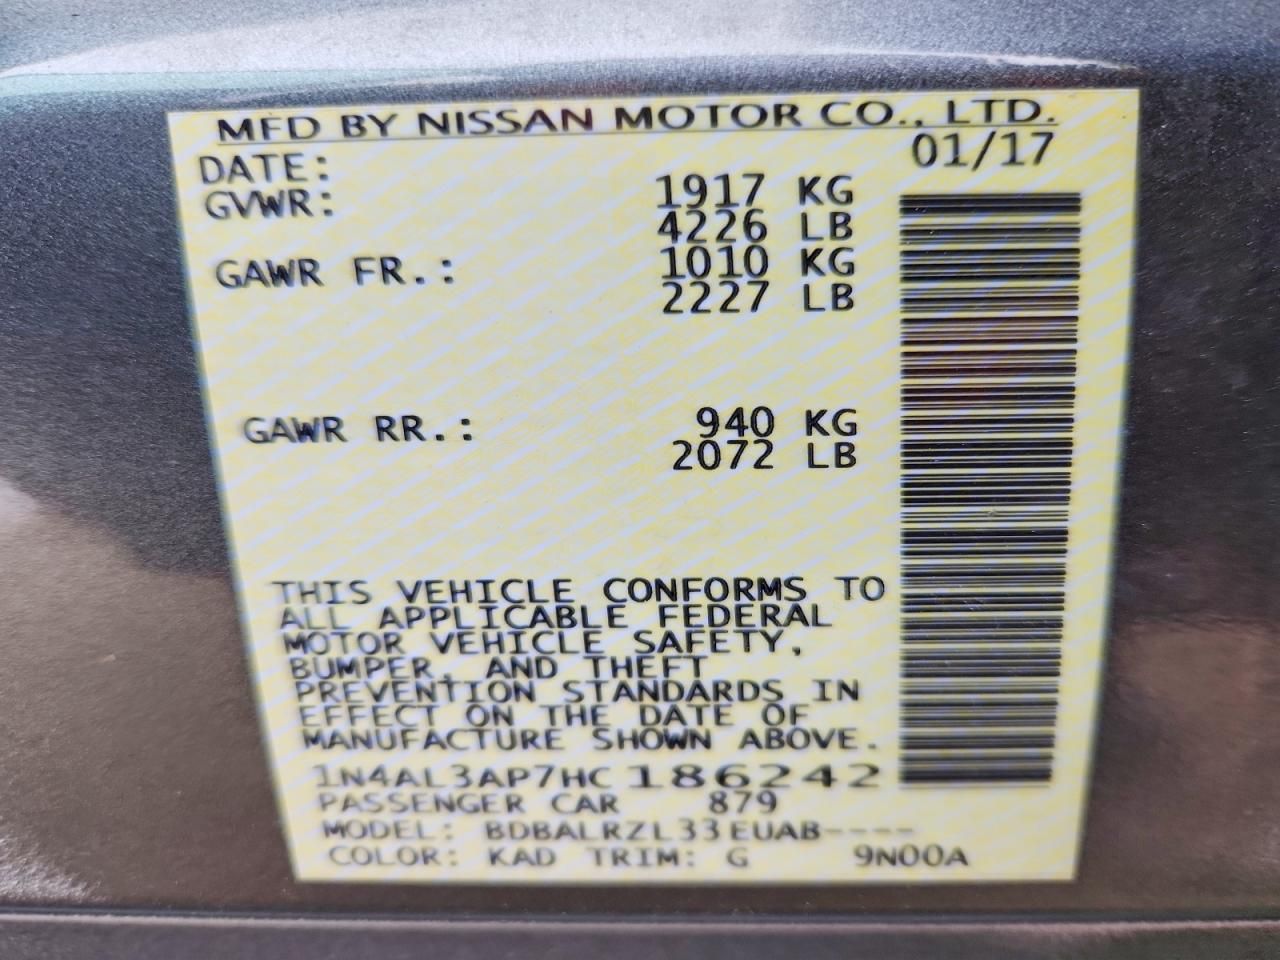 MFD BY NISSAN MOTOR CO., LTD.
DATE: 01/17
GVWR: 1917 KG
4226 LB
GAWR FR.: 1010 KG
2227 LB
GAWR RR.: 940 KG
2072 LB
THIS VEHICLE CONFORMS TO
ALL APPLICABLE FEDERAL
MOTOR VEHICLE SAFETY,
BUMPER, AND THEFT
PREVENTION STANDARDS IN
EFFECT ON THE DATE OF
MANUFACTURE SHOWN ABOVE.
1N4AL3AP7HC186242
PASSENGER CAR 879
MODEL: BDBALRZL33EUAB----
COLOR: KAD TRIM: G 9N00A